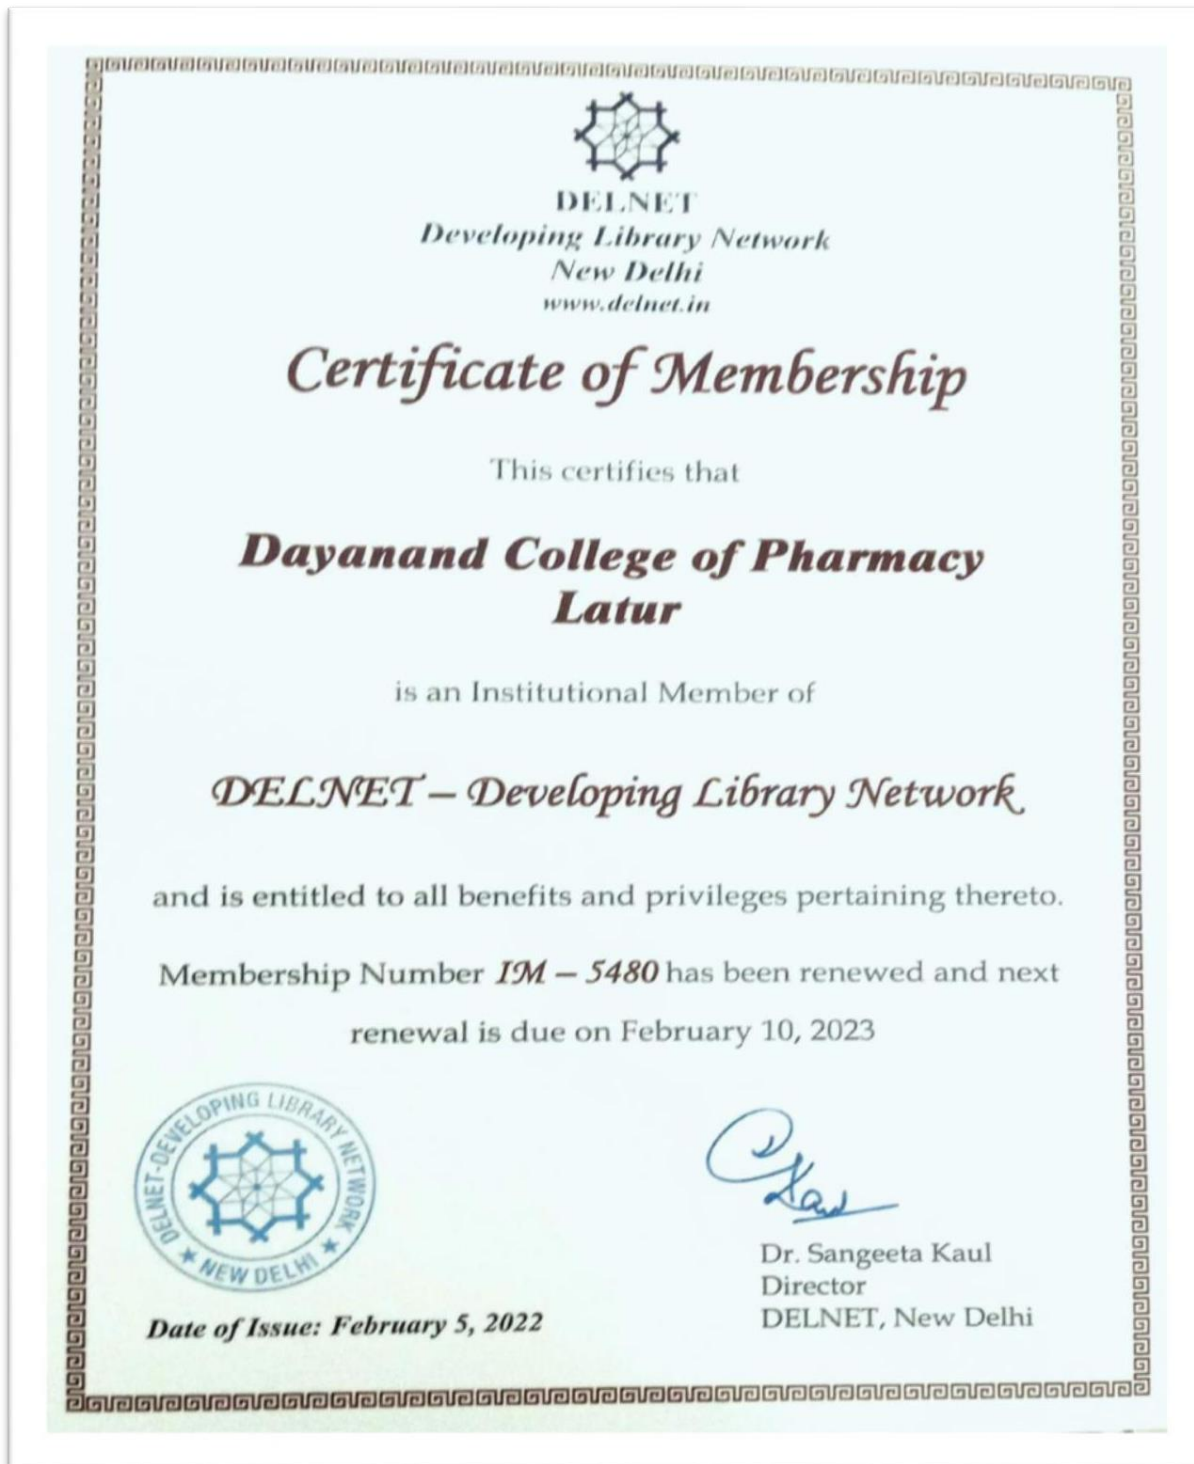 DELNET
Developing Library Network
New Delhi
www.delnet.in
Certificate of Membership
This certifies that
Dayanand College of Pharmacy
Latur
is an Institutional Member of
DELNET – Developing Library Network
and is entitled to all benefits and privileges pertaining thereto.
Membership Number IM – 5480 has been renewed and next
renewal is due on February 10, 2023
DELNET-DEVELOPING LIBRARY NETWORK
★ NEW DELHI ★
Kaul
Dr. Sangeeta Kaul
Director
DELNET, New Delhi
Date of Issue: February 5, 2022